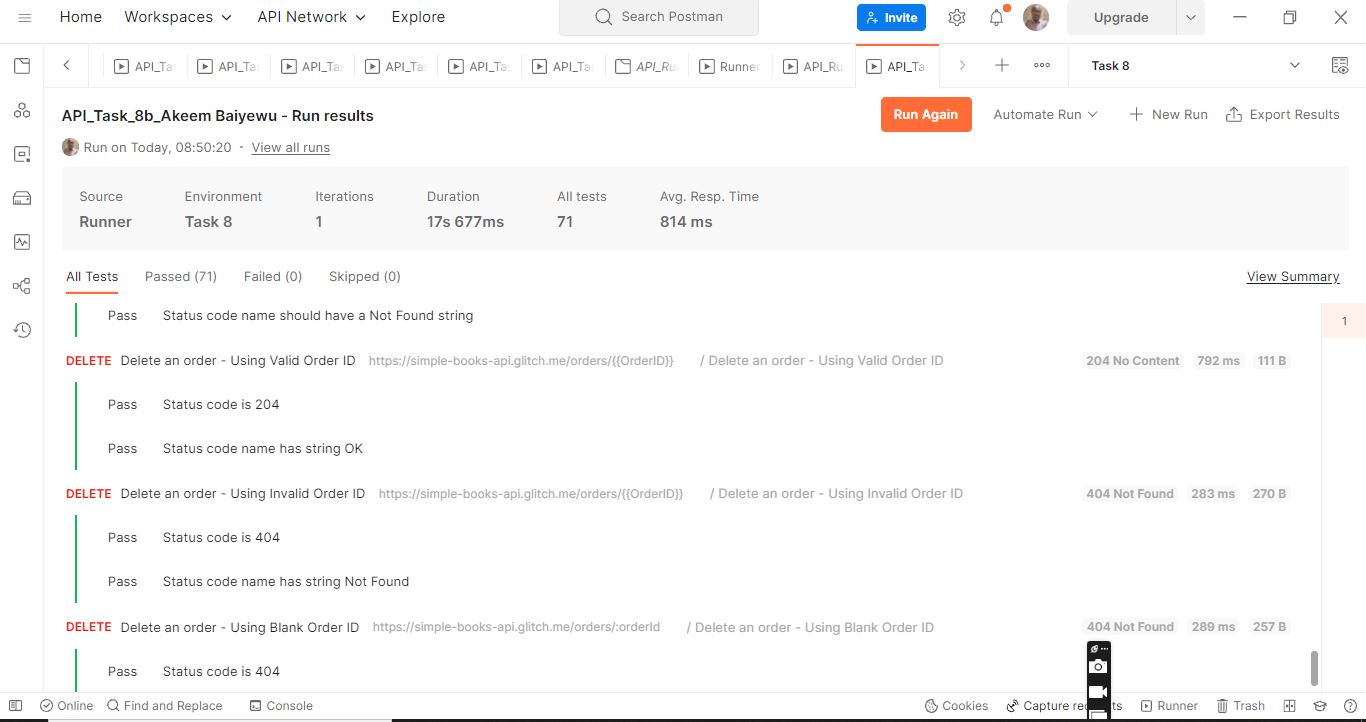 Home Workspaces API Network Explore Search Postman Invite Upgrade
API_Ta API_Ta API_Ta API_Ta API_Ta API_Ta API_Ru Runner API_Ru API_Ta Task 8
API_Task_8b_Akeem Baiyewu - Run results Run Again Automate Run New Run Export Results
Run on Today, 08:50:20 · View all runs
Source Environment Iterations Duration All tests Avg. Resp. Time
Runner Task 8 1 17s 677ms 71 814 ms
All Tests Passed (71) Failed (0) Skipped (0) View Summary
Pass Status code name should have a Not Found string 1
DELETE Delete an order - Using Valid Order ID https://simple-books-api.glitch.me/orders/{{OrderID}} / Delete an order - Using Valid Order ID 204 No Content 792 ms 111 B
Pass Status code is 204
Pass Status code name has string OK
DELETE Delete an order - Using Invalid Order ID https://simple-books-api.glitch.me/orders/{{OrderID}} / Delete an order - Using Invalid Order ID 404 Not Found 283 ms 270 B
Pass Status code is 404
Pass Status code name has string Not Found
DELETE Delete an order - Using Blank Order ID https://simple-books-api.glitch.me/orders/:orderId / Delete an order - Using Blank Order ID 404 Not Found 289 ms 257 B
Pass Status code is 404
Online Find and Replace Console Cookies Capture re ts Runner Trash